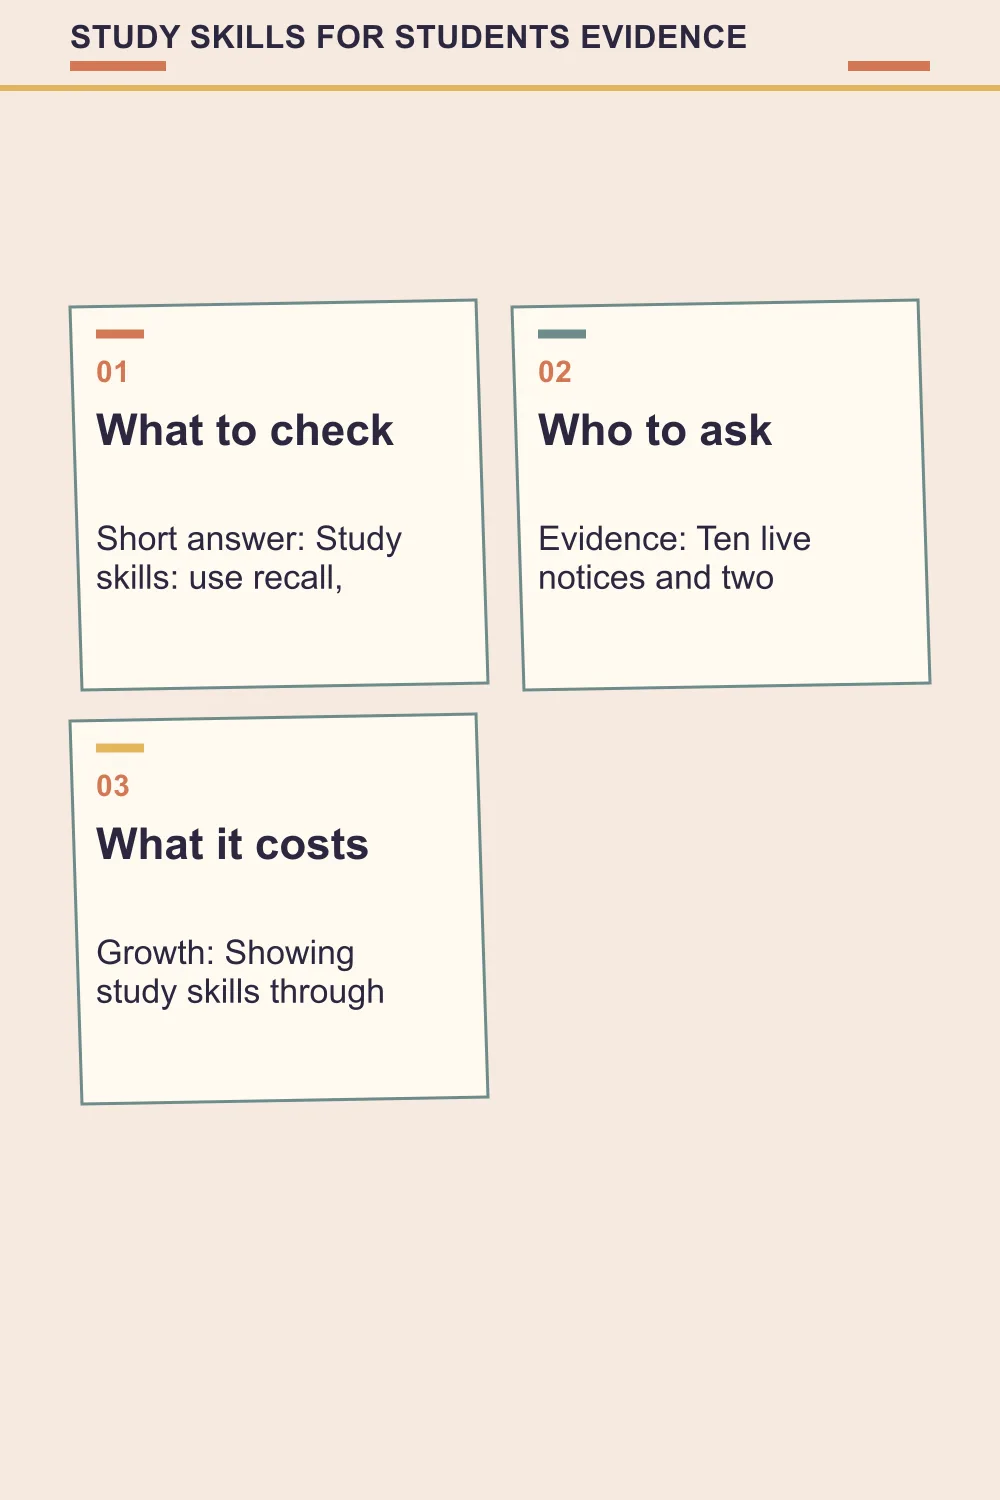 STUDY SKILLS FOR STUDENTS EVIDENCE
01
What to check
Short answer: Study
skills: use recall,
02
Who to ask
Evidence: Ten live
notices and two
03
What it costs
Growth: Showing
study skills through